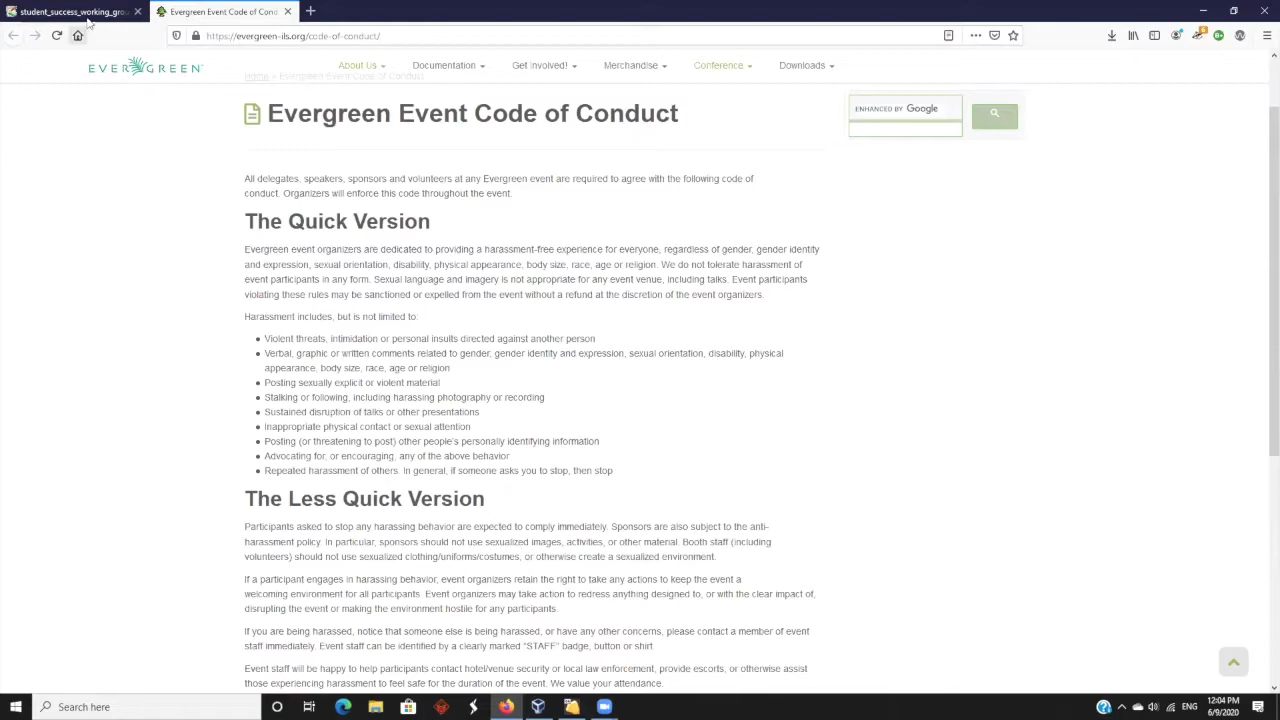 student_success_working_gro
Evergreen Event Code of Condu
https://evergreen-ils.org/code-of-conduct/
EVERGREEN
About Us
Documentation
Get Involved!
Merchandise
Conference
Downloads
Home » Evergreen Event Code of Conduct
Evergreen Event Code of Conduct
ENHANCED BY Google
All delegates, speakers, sponsors and volunteers at any Evergreen event are required to agree with the following code of
conduct. Organizers will enforce this code throughout the event.
The Quick Version
Evergreen event organizers are dedicated to providing a harassment-free experience for everyone, regardless of gender, gender identity
and expression, sexual orientation, disability, physical appearance, body size, race, age or religion. We do not tolerate harassment of
event participants in any form. Sexual language and imagery is not appropriate for any event venue, including talks. Event participants
violating these rules may be sanctioned or expelled from the event without a refund at the discretion of the event organizers.
Harassment includes, but is not limited to:
Violent threats, intimidation or personal insults directed against another person
Verbal, graphic or written comments related to gender, gender identity and expression, sexual orientation, disability, physical
appearance, body size, race, age or religion
Posting sexually explicit or violent material
Stalking or following, including harassing photography or recording
Sustained disruption of talks or other presentations
Inappropriate physical contact or sexual attention
Posting (or threatening to post) other people's personally identifying information
Advocating for, or encouraging, any of the above behavior
Repeated harassment of others. In general, if someone asks you to stop, then stop
The Less Quick Version
Participants asked to stop any harassing behavior are expected to comply immediately. Sponsors are also subject to the anti-
harassment policy. In particular, sponsors should not use sexualized images, activities, or other material. Booth staff (including
volunteers) should not use sexualized clothing/uniforms/costumes, or otherwise create a sexualized environment.
If a participant engages in harassing behavior, event organizers retain the right to take any actions to keep the event a
welcoming environment for all participants. Event organizers may take action to redress anything designed to, or with the clear impact of,
disrupting the event or making the environment hostile for any participants.
If you are being harassed, notice that someone else is being harassed, or have any other concerns, please contact a member of event
staff immediately. Event staff can be identified by a clearly marked "STAFF" badge, button or shirt.
Event staff will be happy to help participants contact hotel/venue security or local law enforcement, provide escorts, or otherwise assist
those experiencing harassment to feel safe for the duration of the event. We value your attendance.
Search here
12:04 PM
6/9/2020